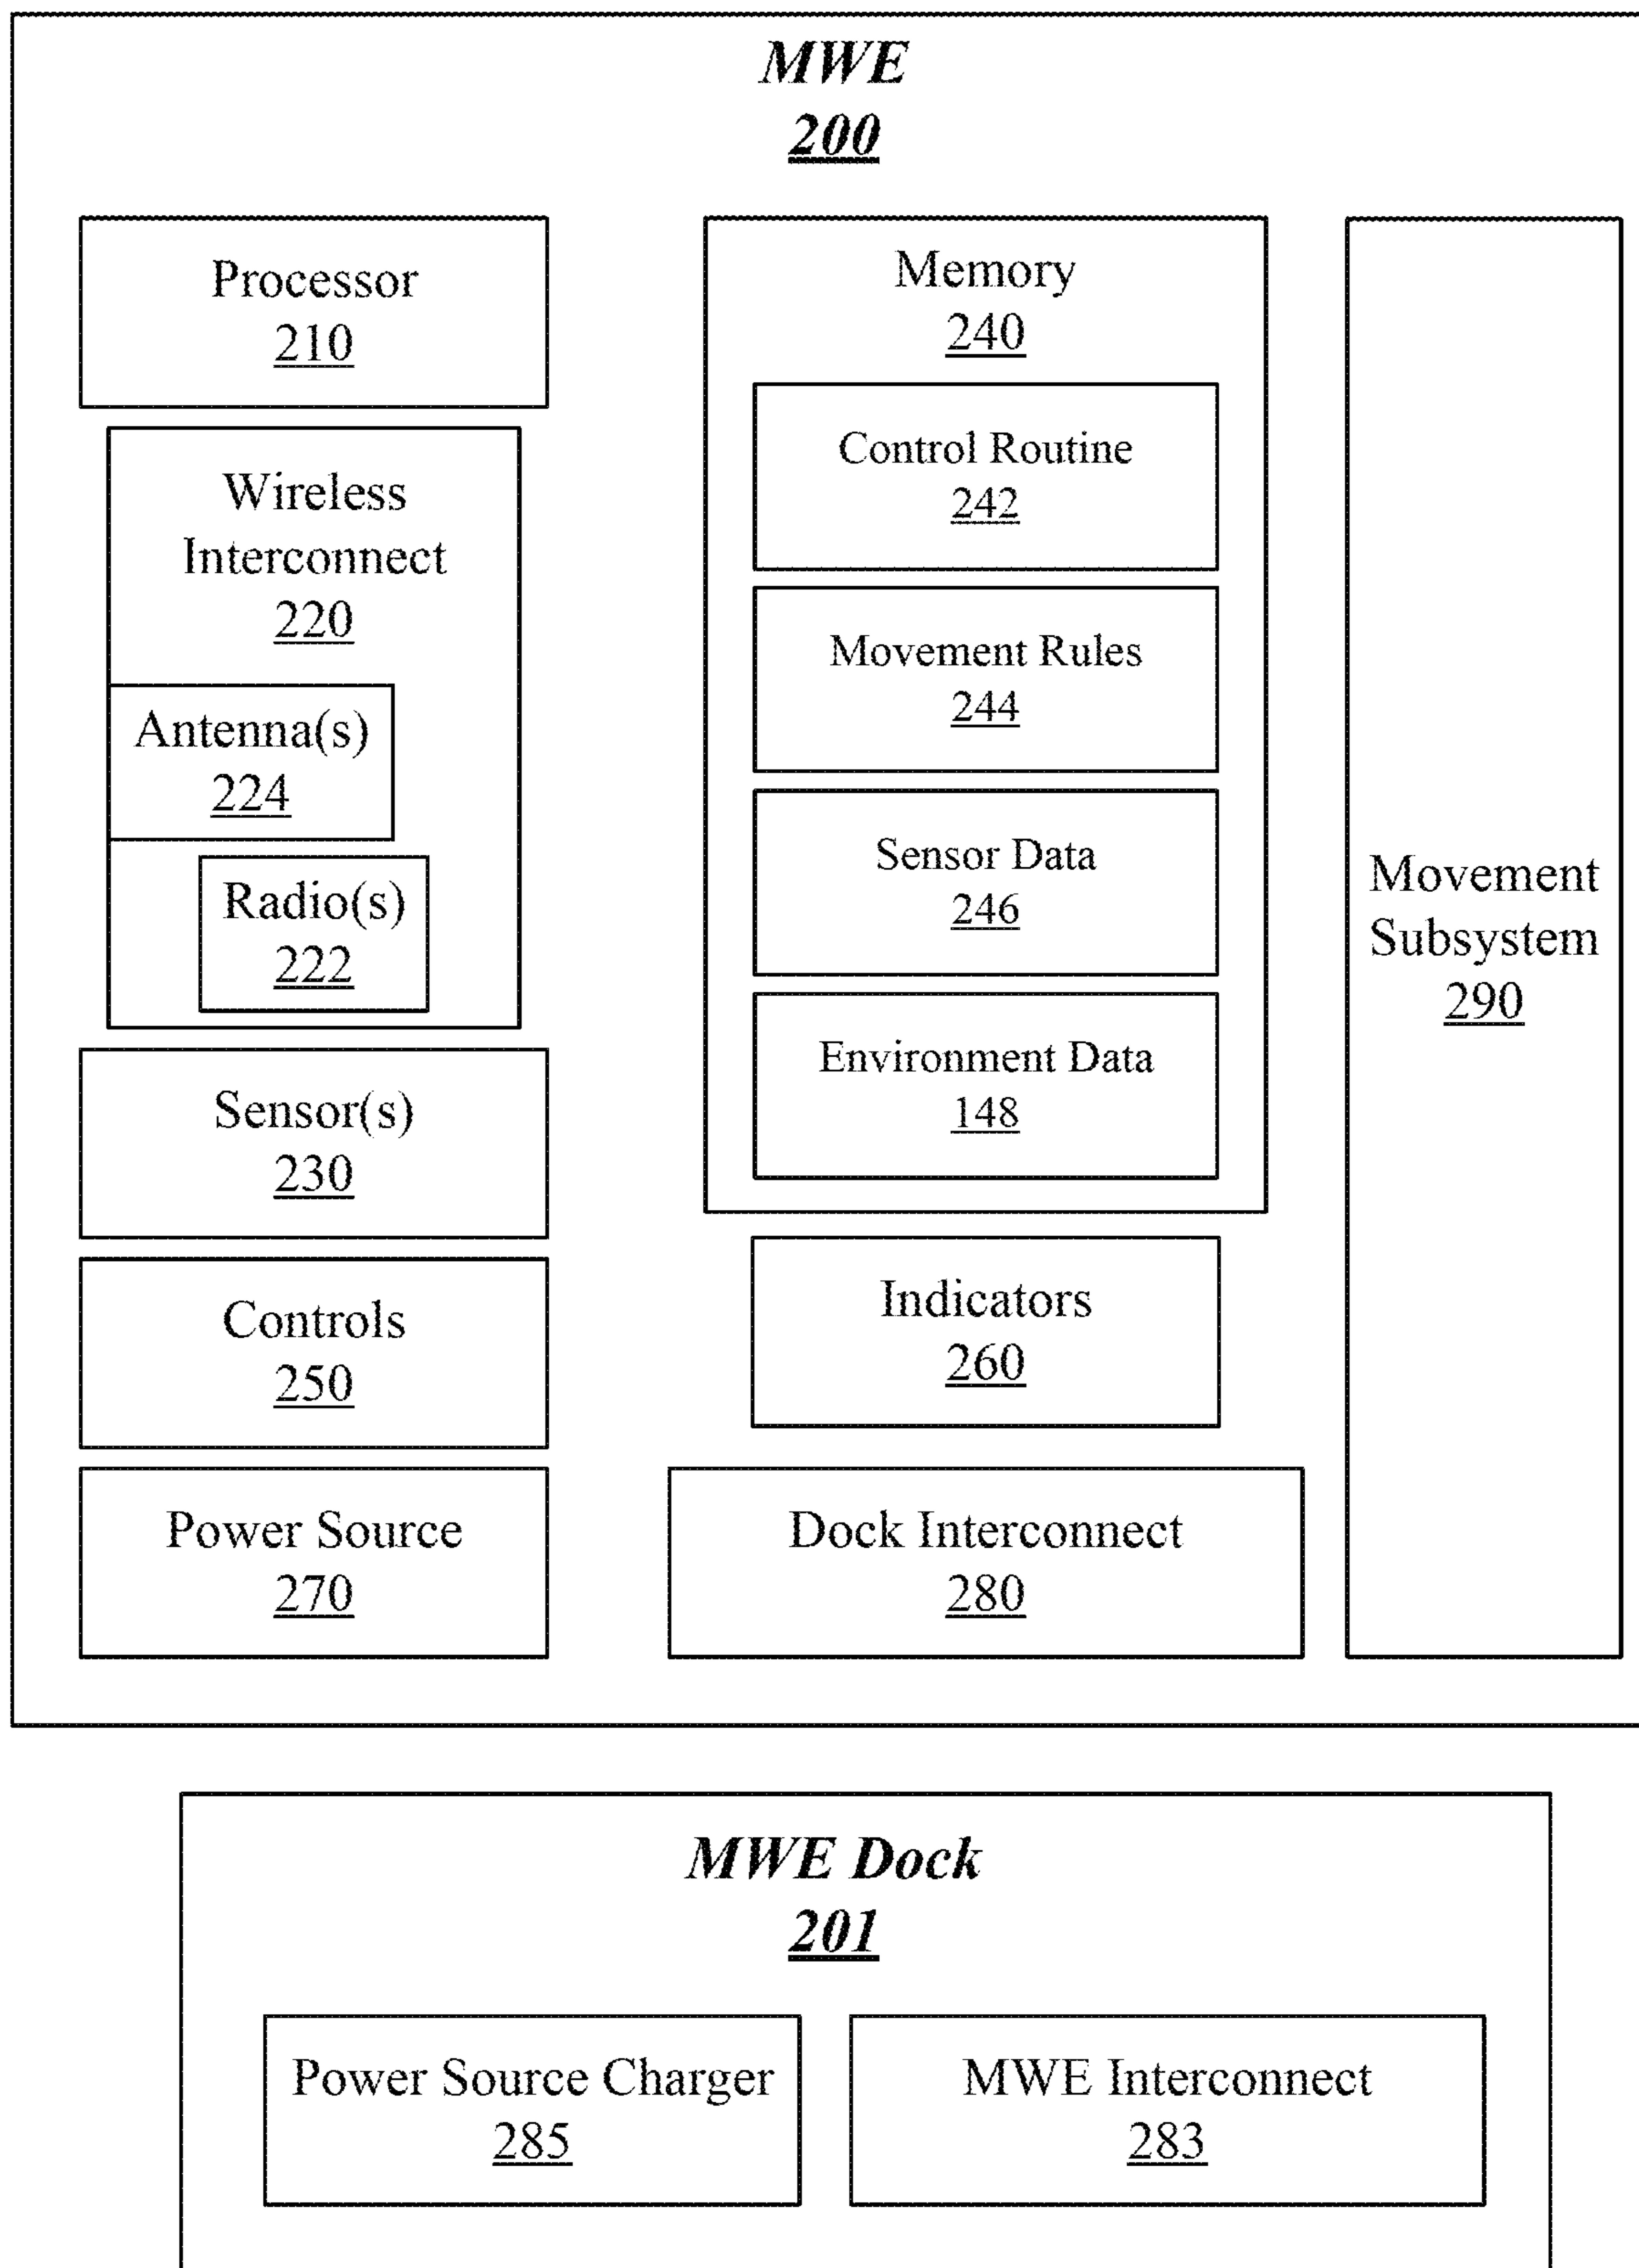 MWE
200
Processor
210
Wireless
Interconnect
220
Antenna(s)
224
Radio(s)
222
Sensor(s)
230
Controls
250
Power Source
270
Memory
240
Control Routine
242
Movement Rules
244
Sensor Data
246
Environment Data
148
Indicators
260
Dock Interconnect
280
Movement
Subsystem
290
MWE Dock
201
Power Source Charger
285
MWE Interconnect
283